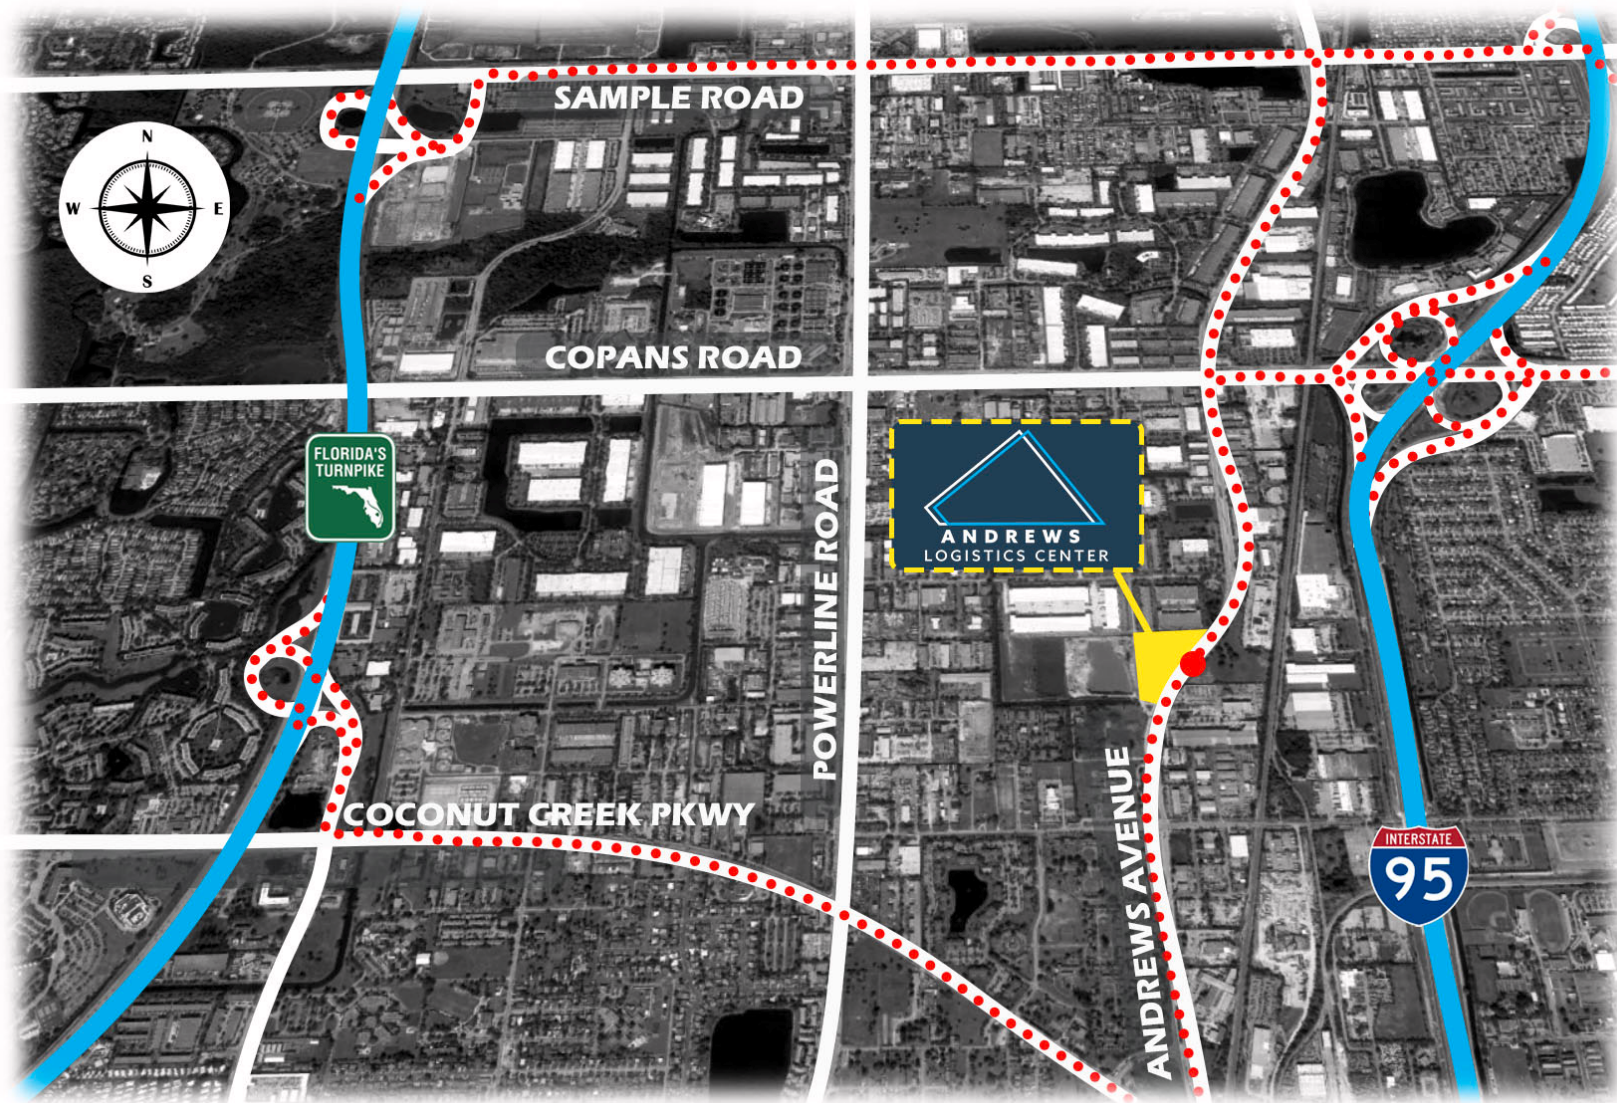 SAMPLE ROAD
N
W
E
S
COPANS ROAD
FLORIDA'S
TURNPIKE
ANDREWS
LOGISTICS CENTER
POWERLINE ROAD
ANDREWS AVENUE
COCONUT CREEK PKWY
INTERSTATE
95